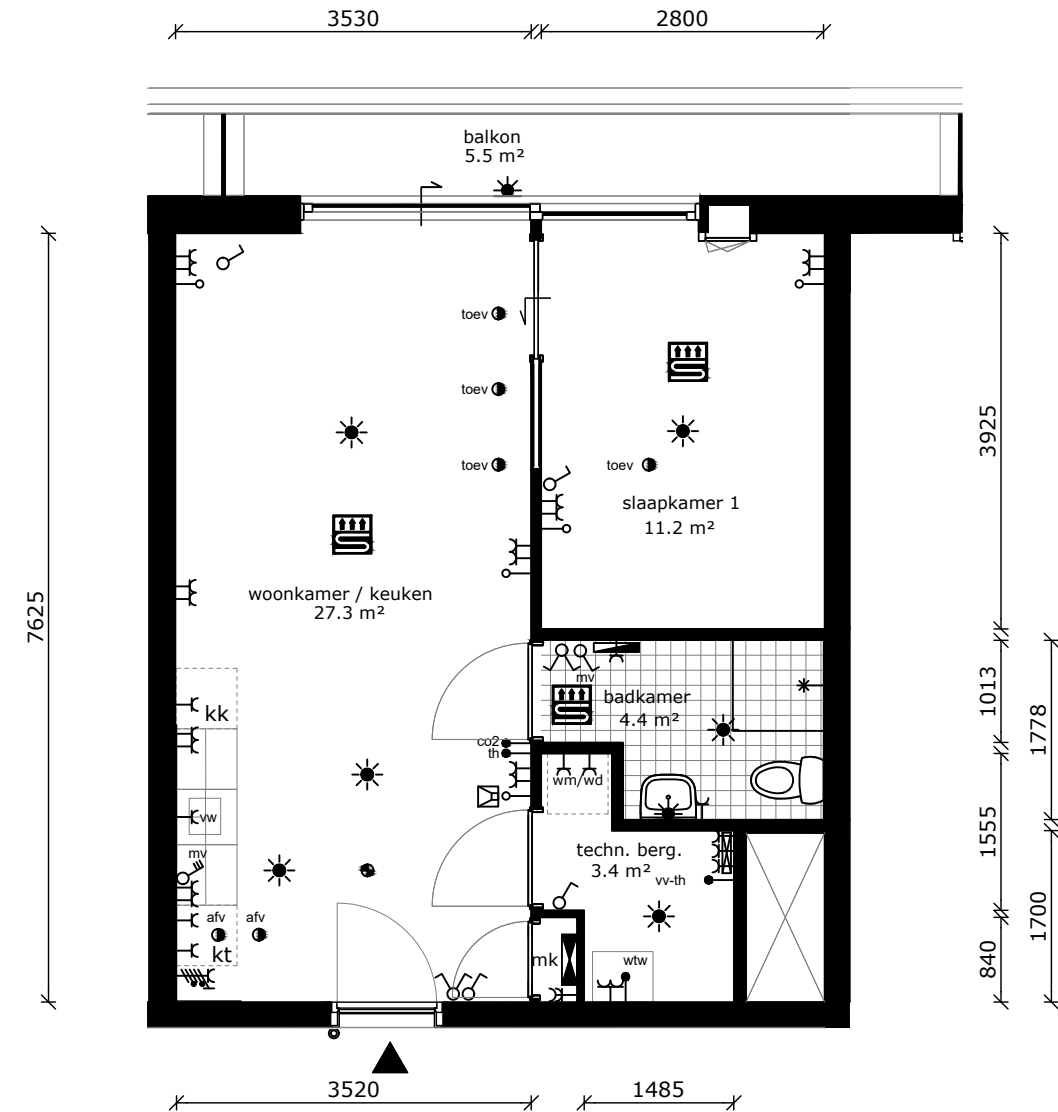 3530
2800
balkon
5.5 m²
toev
toev
toev
toev
slaapkamer 1
11.2 m²
3925
7625
woonkamer / keuken
27.3 m²
mv
badkamer
4.4 m²
1013
1778
kk
co2
th
wm/wd
vw
1555
techn. berg.
3.4 m²
vv-th
mv
afv
afv
kt
mk
wtw
1700
840
3520
1485